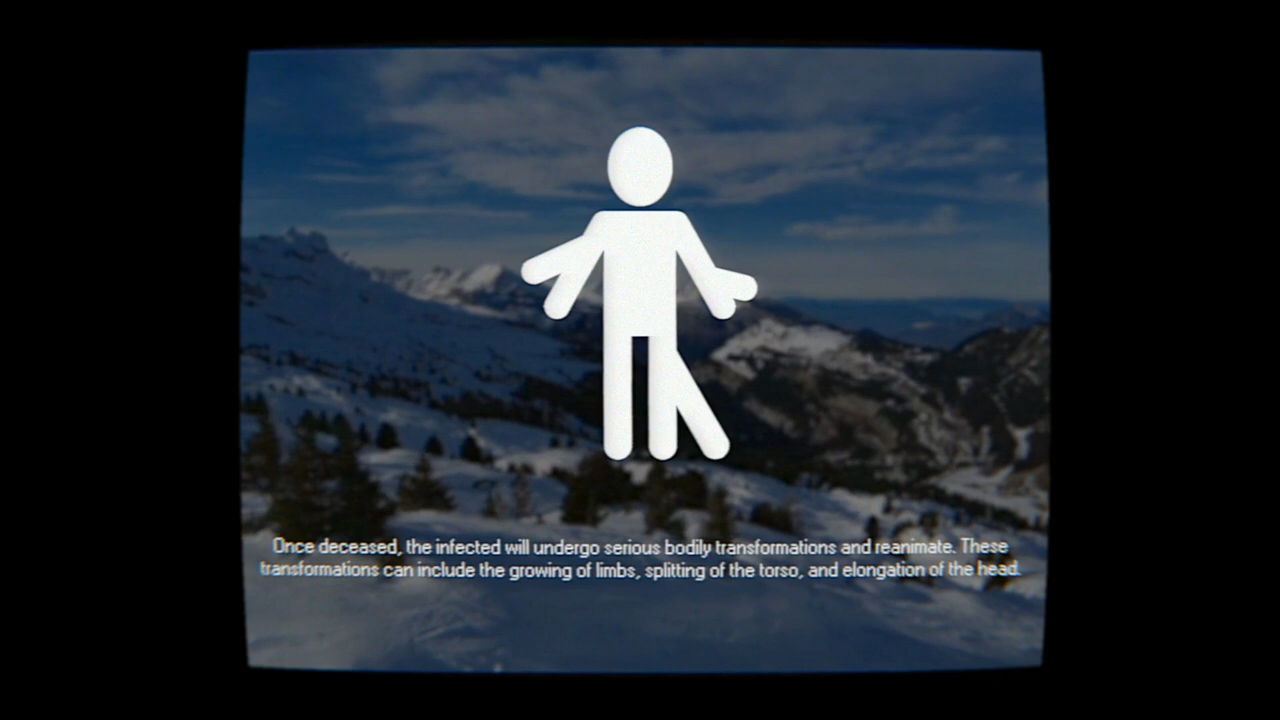 Once deceased, the infected will undergo serious bodily transformations and reanimate. These
transformations can include the growing of limbs, splitting of the torso, and elongation of the head.